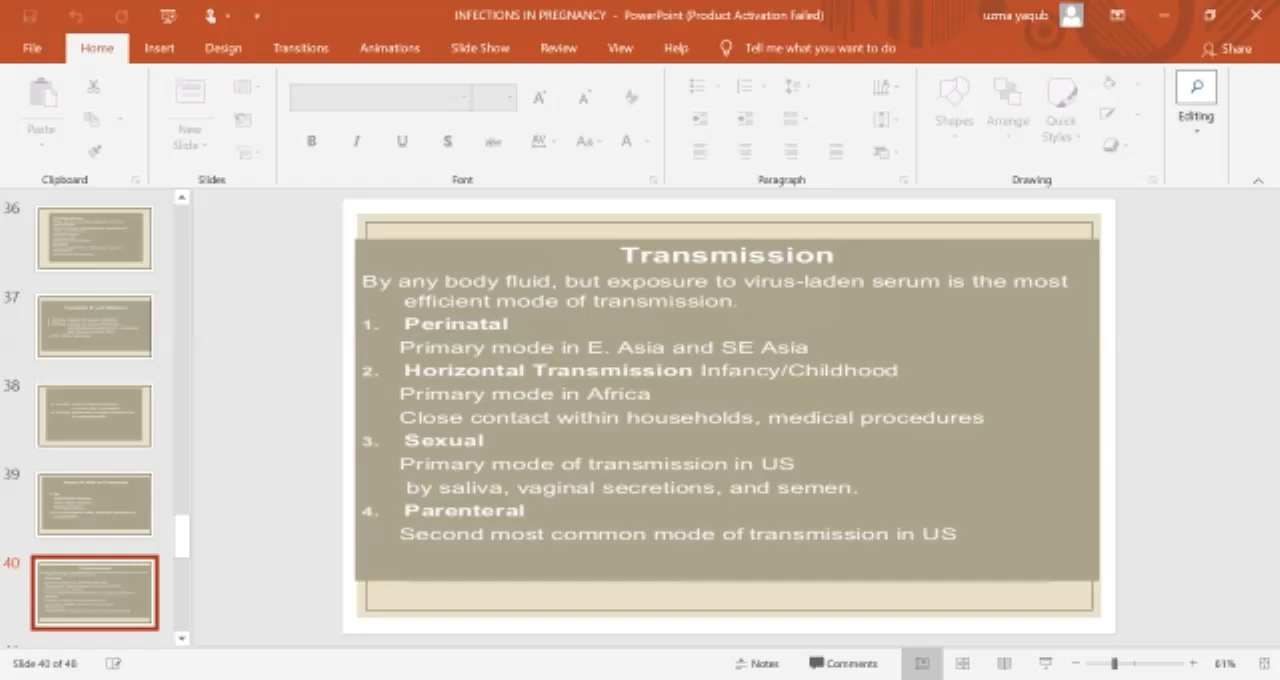 INFECTIONS IN PREGNANCY - PowerPoint (Product Activation Failed)
uzma yaqub
File Home Insert Design Transitions Animations Slide Show Review View Help Tell me what you want to do Share
Paste
New Slide
B I U S abc AV Aa A
Shapes Arrange Quick Styles
Editing
Clipboard Slides Font Paragraph Drawing
36
37
38
39
40
Transmission
By any body fluid, but exposure to virus-laden serum is the most
efficient mode of transmission.
1. Perinatal
Primary mode in E. Asia and SE Asia
2. Horizontal Transmission Infancy/Childhood
Primary mode in Africa
Close contact within households, medical procedures
3. Sexual
Primary mode of transmission in US
by saliva, vaginal secretions, and semen.
4. Parenteral
Second most common mode of transmission in US
Slide 40 of 48
Notes Comments 61%